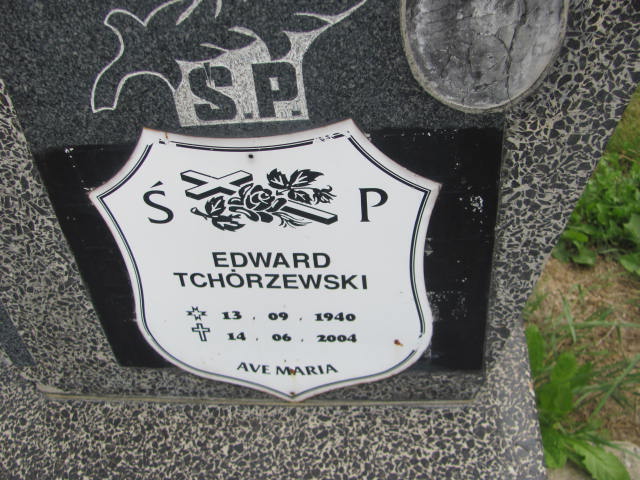 Ś.P.
Ś P
EDWARD
TCHÓRZEWSKI
13 . 09 . 1940
14 . 06 . 2004
AVE MARIA